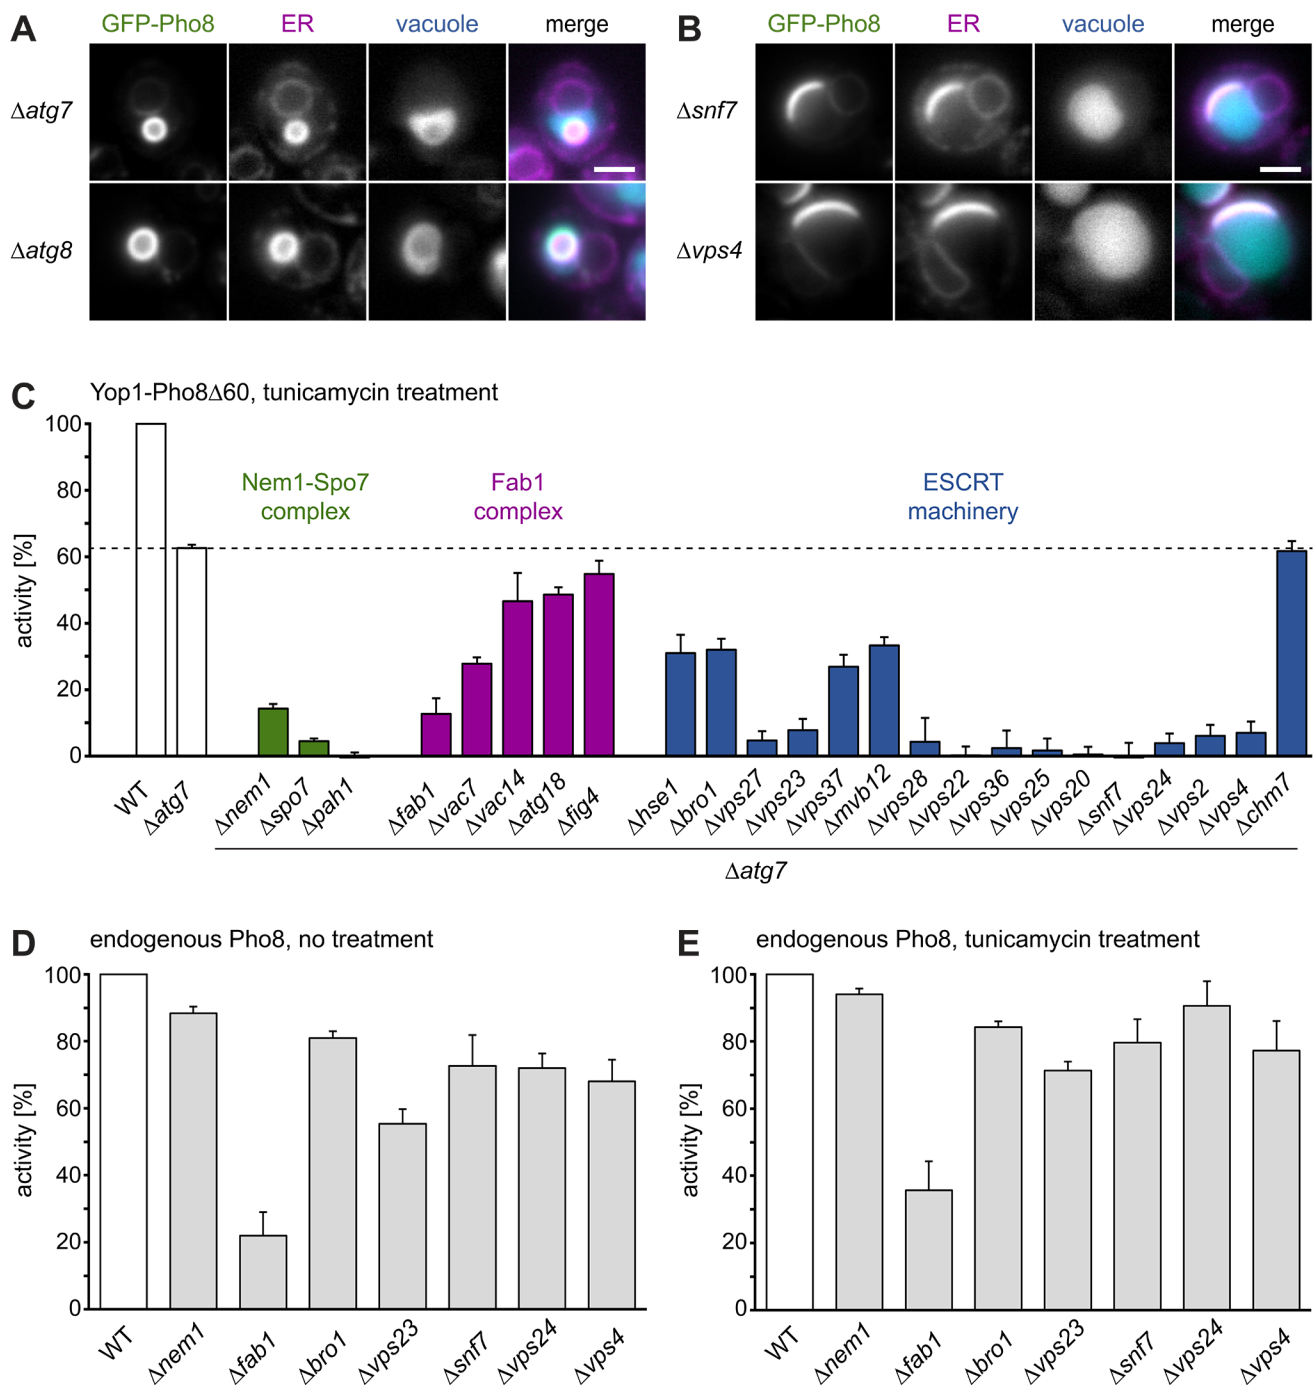 A
GFP-Pho8 ER vacuole merge
Δatg7
Δatg8
B
GFP-Pho8 ER vacuole merge
Δsnf7
Δvps4
C
Yop1-Pho8Δ60, tunicamycin treatment
activity [%]
100
80
60
40
20
0
Nem1-Spo7
complex
Fab1
complex
ESCRT
machinery
WT Δatg7 Δnem1 Δspo7 Δpah1 Δfab1 Δvac7 Δvac14 Δatg18 Δfig4 Δhse1 Δbro1 Δvps27 Δvps23 Δvps37 Δmvb12 Δvps28 Δvps22 Δvps36 Δvps25 Δvps20 Δsnf7 Δvps24 Δvps2 Δvps4 Δchm7
Δatg7
D
endogenous Pho8, no treatment
activity [%]
100
80
60
40
20
0
WT Δnem1 Δfab1 Δbro1 Δvps23 Δsnf7 Δvps24 Δvps4
E
endogenous Pho8, tunicamycin treatment
activity [%]
100
80
60
40
20
0
WT Δnem1 Δfab1 Δbro1 Δvps23 Δsnf7 Δvps24 Δvps4